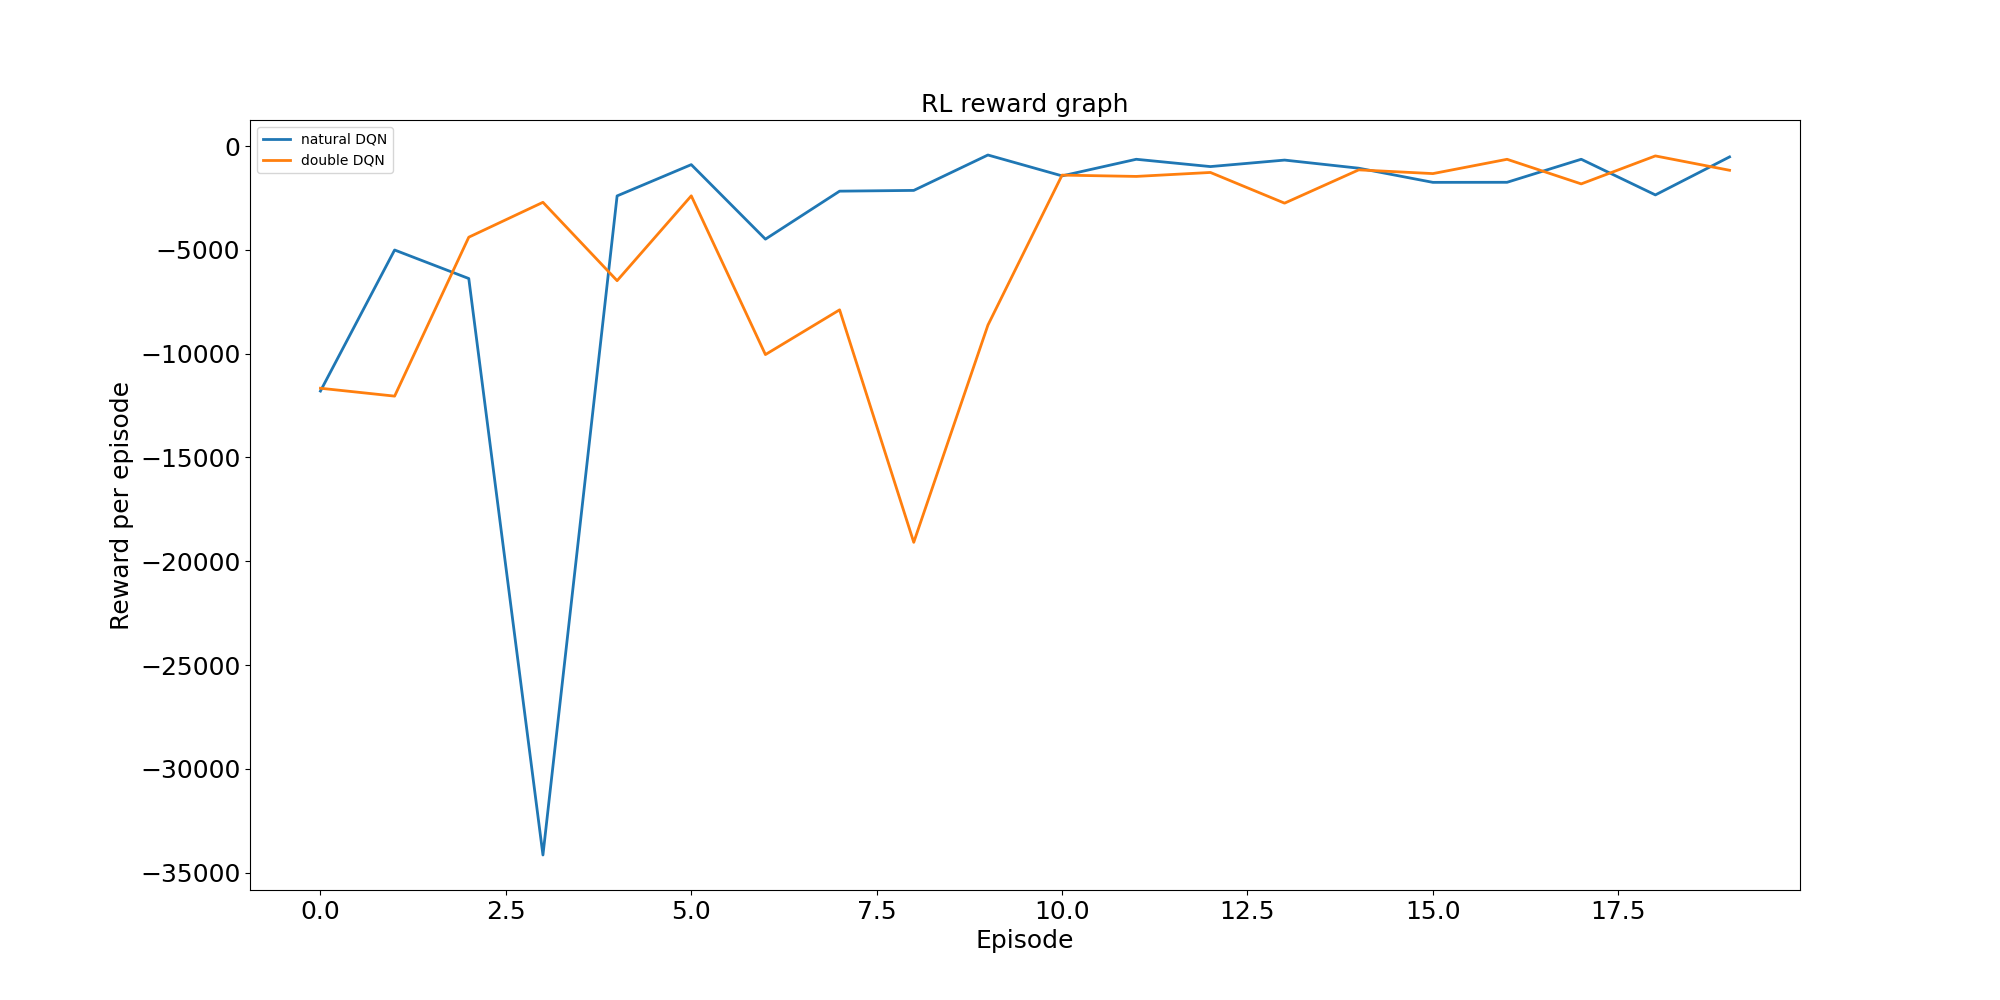 RL reward graph
natural DQN
double DQN
0
−5000
−10000
−15000
−20000
−25000
−30000
−35000
Reward per episode
0.0 2.5 5.0 7.5 10.0 12.5 15.0 17.5
Episode